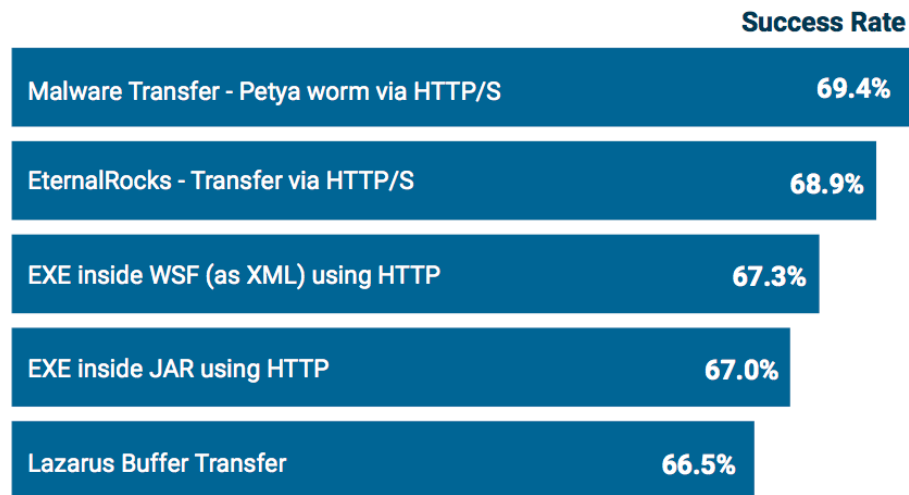 Success Rate
Malware Transfer - Petya worm via HTTP/S 69.4%
EternalRocks - Transfer via HTTP/S 68.9%
EXE inside WSF (as XML) using HTTP 67.3%
EXE inside JAR using HTTP 67.0%
Lazarus Buffer Transfer 66.5%